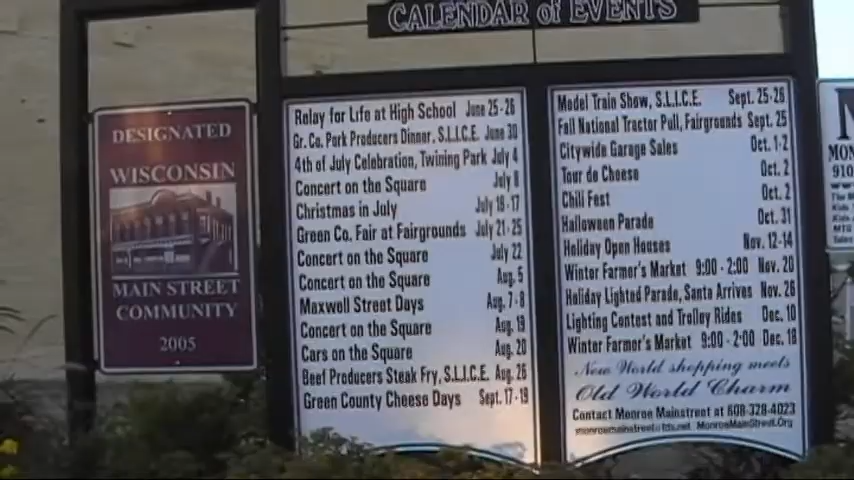 CALENDAR of EVENTS
DESIGNATED
WISCONSIN
MAIN STREET
COMMUNITY
2005
Relay for Life at High School June 25-26
Gr. Co. Pork Producers Dinner, S.L.I.C.E. June 30
4th of July Celebration, Twining Park July 4
Concert on the Square July 8
Christmas in July July 16-17
Green Co. Fair at Fairgrounds July 21-25
Concert on the Square July 22
Concert on the Square Aug. 5
Maxwell Street Days Aug. 7-8
Concert on the Square Aug. 19
Cars on the Square Aug. 20
Beef Producers Steak Fry, S.L.I.C.E. Aug. 26
Green County Cheese Days Sept. 17-19
Model Train Show, S.L.I.C.E. Sept. 25-26
Fall National Tractor Pull, Fairgrounds Sept. 25
Citywide Garage Sales Oct. 1-2
Tour de Cheese Oct. 2
Chili Fest Oct. 2
Halloween Parade Oct. 31
Holiday Open Houses Nov. 12-14
Winter Farmer's Market 9:00-2:00 Nov. 20
Holiday Lighted Parade, Santa Arrives Nov. 26
Lighting Contest and Trolley Rides Dec. 10
Winter Farmer's Market 9:00-2:00 Dec. 18
New World shopping meets
Old World Charm
Contact Monroe Mainstreet at 608-328-4023
MonroeMainStreet.Org
MON
910